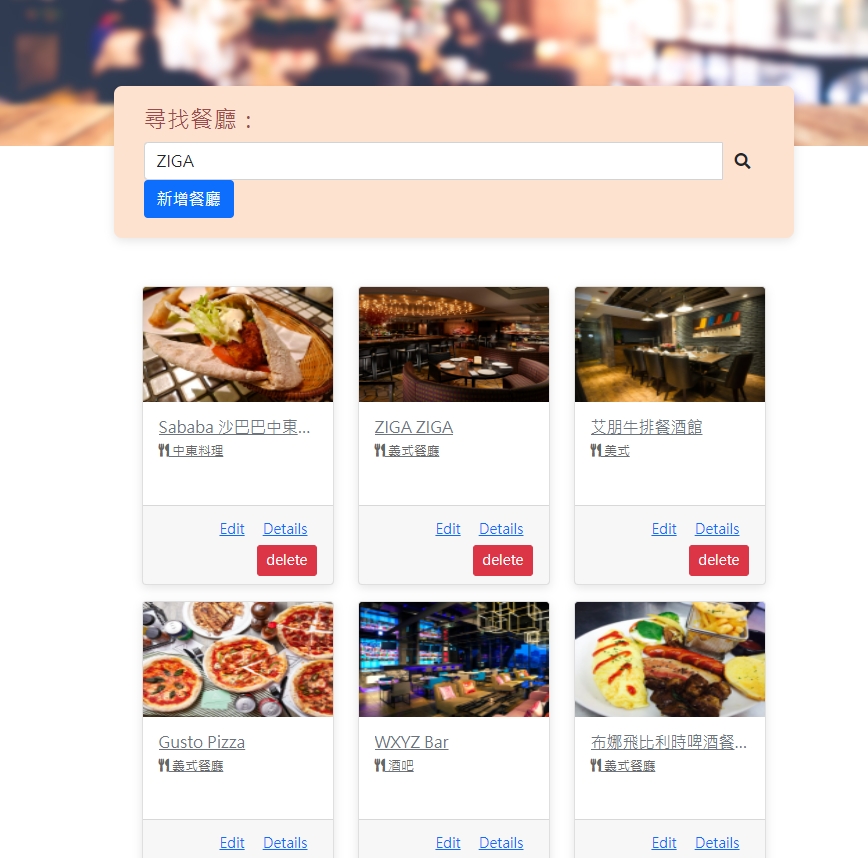 尋找餐廳：
ZIGA
新增餐廳
Sababa 沙巴巴中東...
中東料理
Edit Details
delete
ZIGA ZIGA
義式餐廳
Edit Details
delete
艾朋牛排餐酒館
美式
Edit Details
delete
Gusto Pizza
義式餐廳
Edit Details
WXYZ Bar
酒吧
Edit Details
布娜飛比利時啤酒餐...
義式餐廳
Edit Details